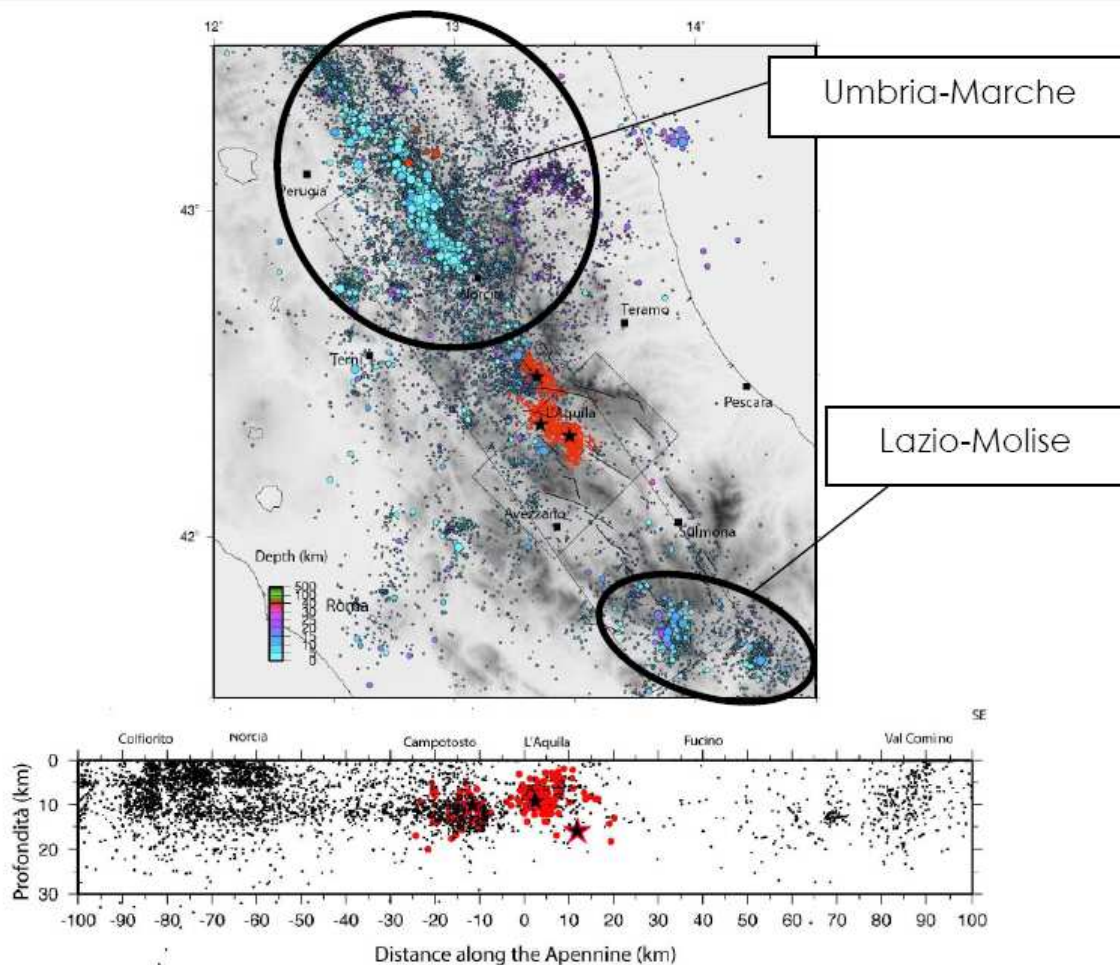 12° 13 14
Umbria-Marche
Perugia
43°
Norcia
Teramo
Terni
Pescara
L'Aquila
Lazio-Molise
Avezzano
Sulmona
42°
Depth (km)
500
100
40
30
25
20
15
10
5
0
Roma
SE
Colfiorito Norcia Campotosto L'Aquila Fucino Val Comino
0
10
20
30
Profondità (km)
-100 -90 -80 -70 -60 -50 -40 -30 -20 -10 0 10 20 30 40 50 60 70 80 90 100
Distance along the Apennine (km)